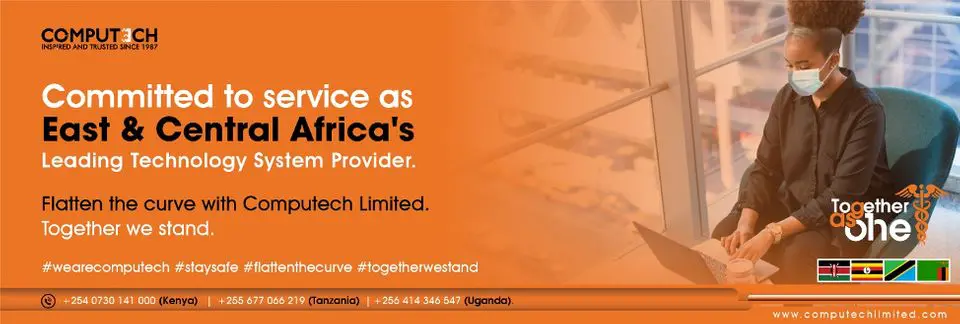 COMPUTECH
INSPIRED AND TRUSTED SINCE 1987
Committed to service as
East & Central Africa's
Leading Technology System Provider.
Flatten the curve with Computech Limited.
Together we stand.
#wearecomputech #staysafe #flattenthecurve #togetherwestand
Together
as one
+254 0730 141 000 (Kenya) | +255 677 066 219 (Tanzania) | +256 414 346 547 (Uganda).
www.computechlimited.com